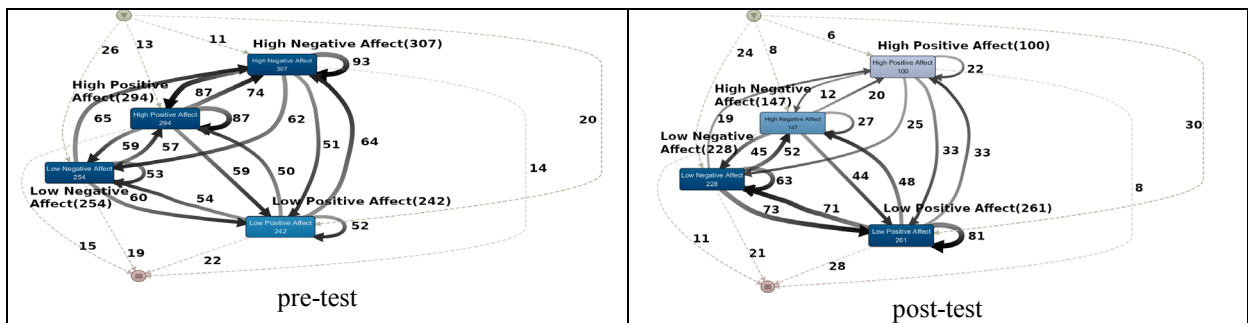 11
13
26
High Negative Affect(307)
High Negative Affect
307
93
High Positive
Affect(294)
87
74
High Positive Affect
294
87
65
62
20
51
64
59
57
14
Low Negative Affect
254
53
59
50
Low Negative
Affect(254)
60
54
Low Positive Affect(242)
Low Positive Affect
242
52
15
19
22
pre-test
6
8
24
High Positive Affect(100)
High Positive Affect
100
22
High Negative
Affect(147)
12
20
High Negative Affect
147
27
19
25
30
Low Negative
Affect(228)
45
52
33
33
Low Negative Affect
228
63
44
48
8
73
71
Low Positive Affect(261)
Low Positive Affect
261
81
11
21
28
post-test